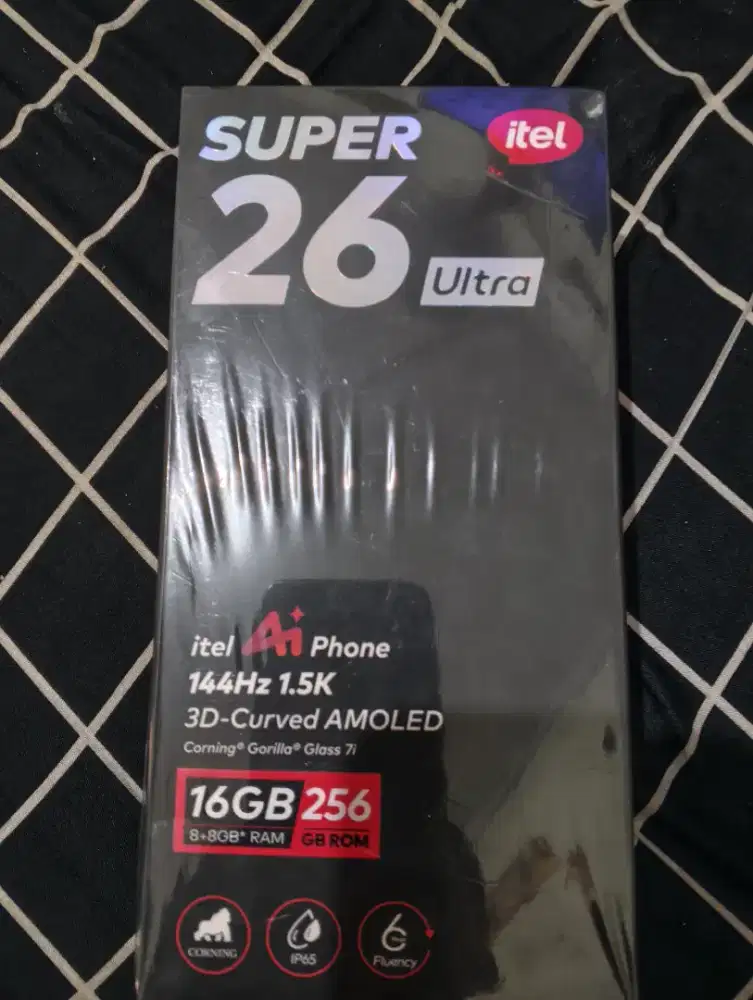 SUPER
itel
26
Ultra
itel Ai Phone
144Hz 1.5K
3D-Curved AMOLED
Corning® Gorilla® Glass 7i
16GB 256
8+8GB* RAM GB ROM
CORNING
IP65
6
Fluency